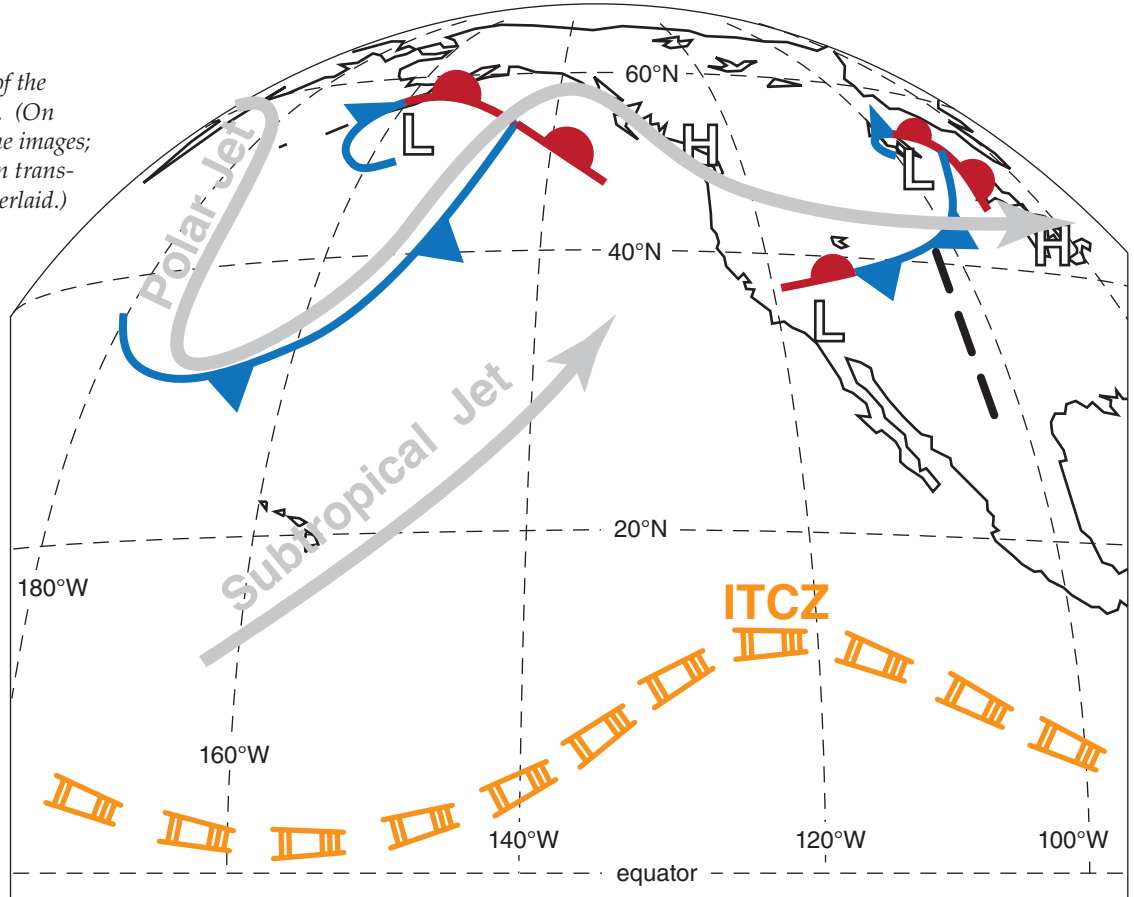 of the
. (On
e images;
n trans-
erlaid.)
60°N
Polar Jet
L
H
L
H
40°N
L
Subtropical Jet
20°N
180°W
ITCZ
160°W
140°W
120°W
100°W
equator